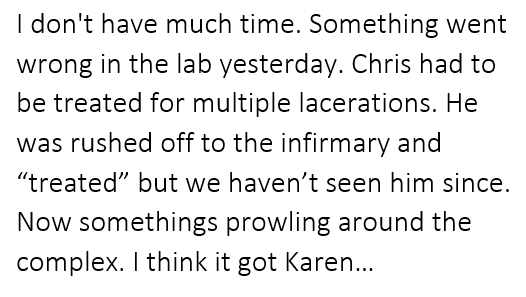 I don't have much time. Something went
wrong in the lab yesterday. Chris had to
be treated for multiple lacerations. He
was rushed off to the infirmary and
“treated” but we haven’t seen him since.
Now somethings prowling around the
complex. I think it got Karen…